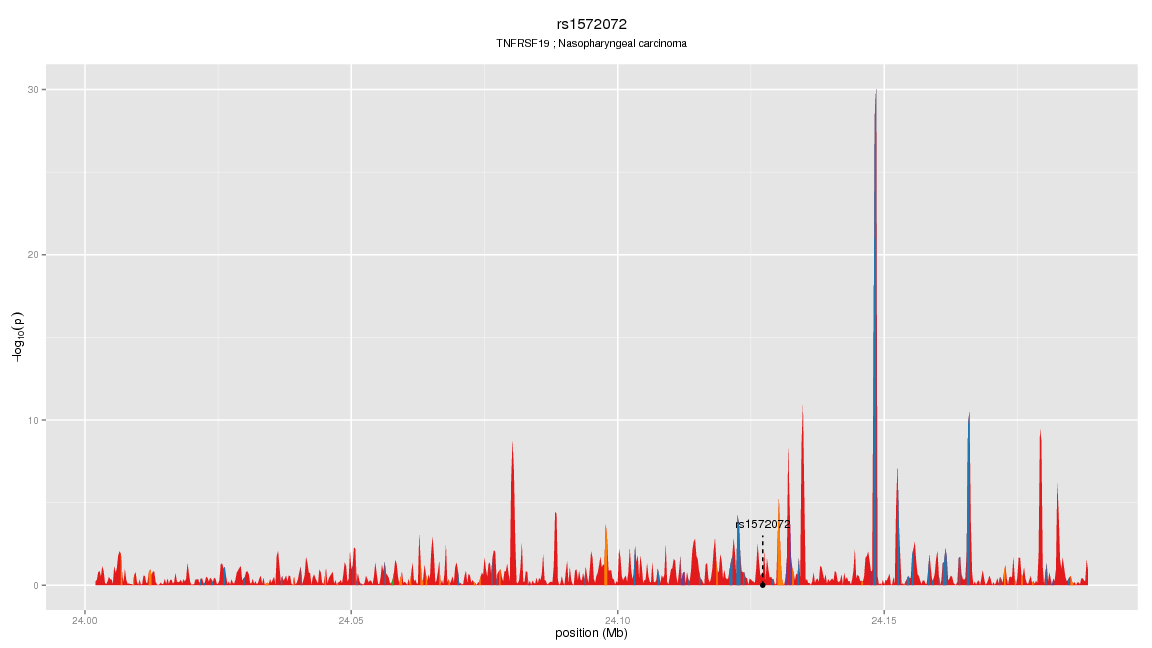 rs1572072
TNFRSF19 ; Nasopharyngeal carcinoma
30
20
10
0
−log10(p)
rs1572072
24.00
24.05
24.10
24.15
position (Mb)